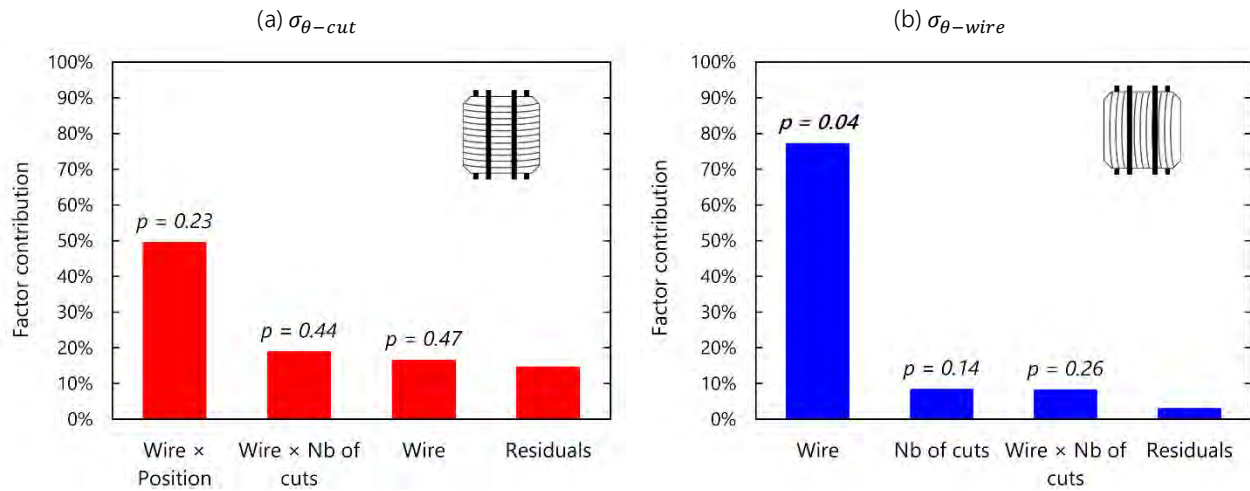 (a) σθ−cut
100%
90%
80%
70%
60%
50%
40%
30%
20%
10%
0%
Factor contribution
p = 0.23
p = 0.44
p = 0.47
Wire ×
Position
Wire × Nb of
cuts
Wire
Residuals
(b) σθ−wire
100%
90%
80%
70%
60%
50%
40%
30%
20%
10%
0%
Factor contribution
p = 0.04
p = 0.14
p = 0.26
Wire
Nb of cuts
Wire × Nb of
cuts
Residuals